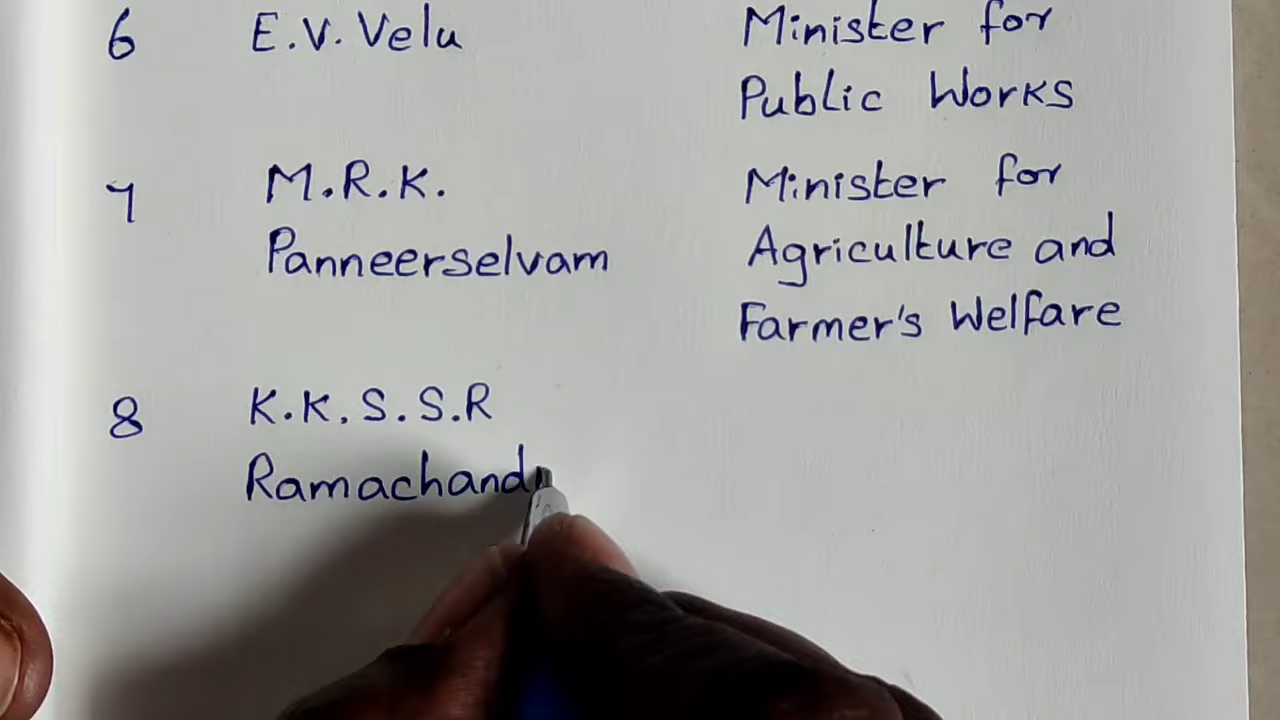 6 E.V. Velu Minister for
Public Works
7 M.R.K. Minister for
Panneerselvam Agriculture and
Farmer's Welfare
8 K.K.S.S.R
Ramachand